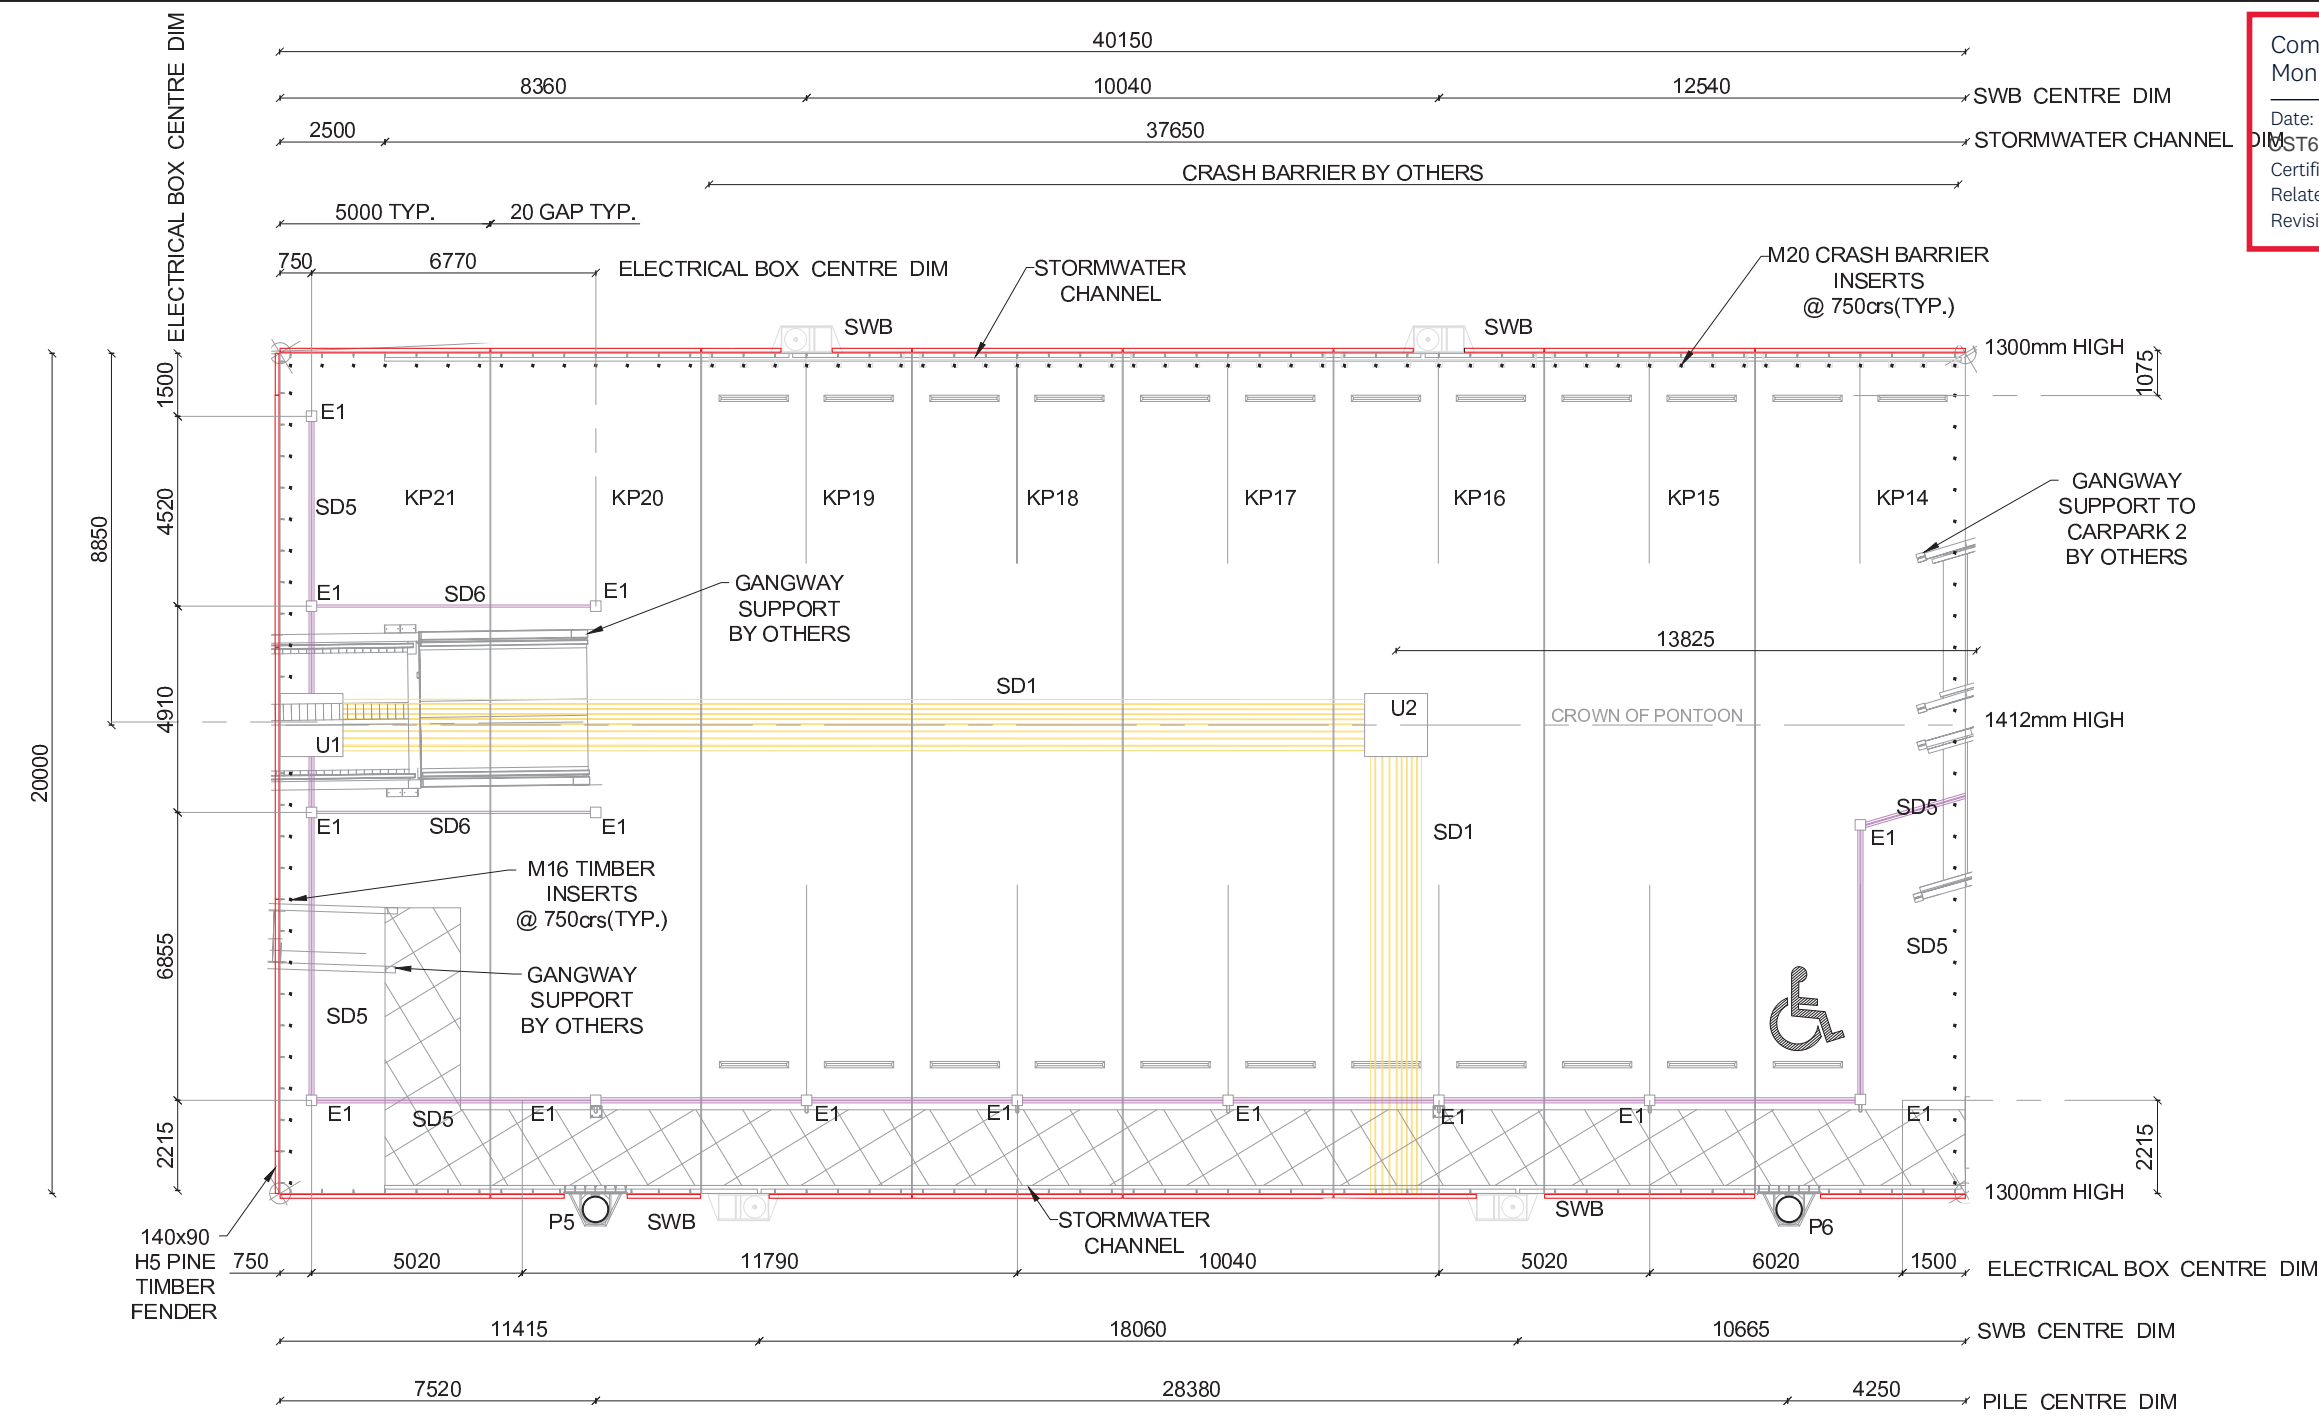 40150
8360
10040
12540
SWB CENTRE DIM
2500
37650
STORMWATER CHANNEL DIM
CRASH BARRIER BY OTHERS
5000 TYP.
20 GAP TYP.
750
6770
ELECTRICAL BOX CENTRE DIM
ELECTRICAL BOX CENTRE DIM
Date:
STORMWATER
CHANNEL
M20 CRASH BARRIER
INSERTS
@ 750crs(TYP.)
SWB
SWB
1300mm HIGH
1075
1500
4520
8850
4910
20000
6855
2215
E1
SD5
KP21
KP20
KP19
KP18
KP17
KP16
KP15
KP14
GANGWAY
SUPPORT TO
CARPARK 2
BY OTHERS
E1
SD6
E1
GANGWAY
SUPPORT
BY OTHERS
13825
SD1
U2
CROWN OF PONTOON
1412mm HIGH
U1
E1
SD6
E1
SD1
SD5
E1
M16 TIMBER
INSERTS
@ 750crs(TYP.)
GANGWAY
SUPPORT
BY OTHERS
SD5
SD5
E1
SD5
E1
E1
E1
E1
E1
E1
E1
2215
1300mm HIGH
P5
SWB
STORMWATER
CHANNEL
SWB
P6
140x90
H5 PINE
TIMBER
FENDER
750
5020
11790
10040
5020
6020
1500
ELECTRICAL BOX CENTRE DIM
11415
18060
10665
SWB CENTRE DIM
7520
28380
4250
PILE CENTRE DIM